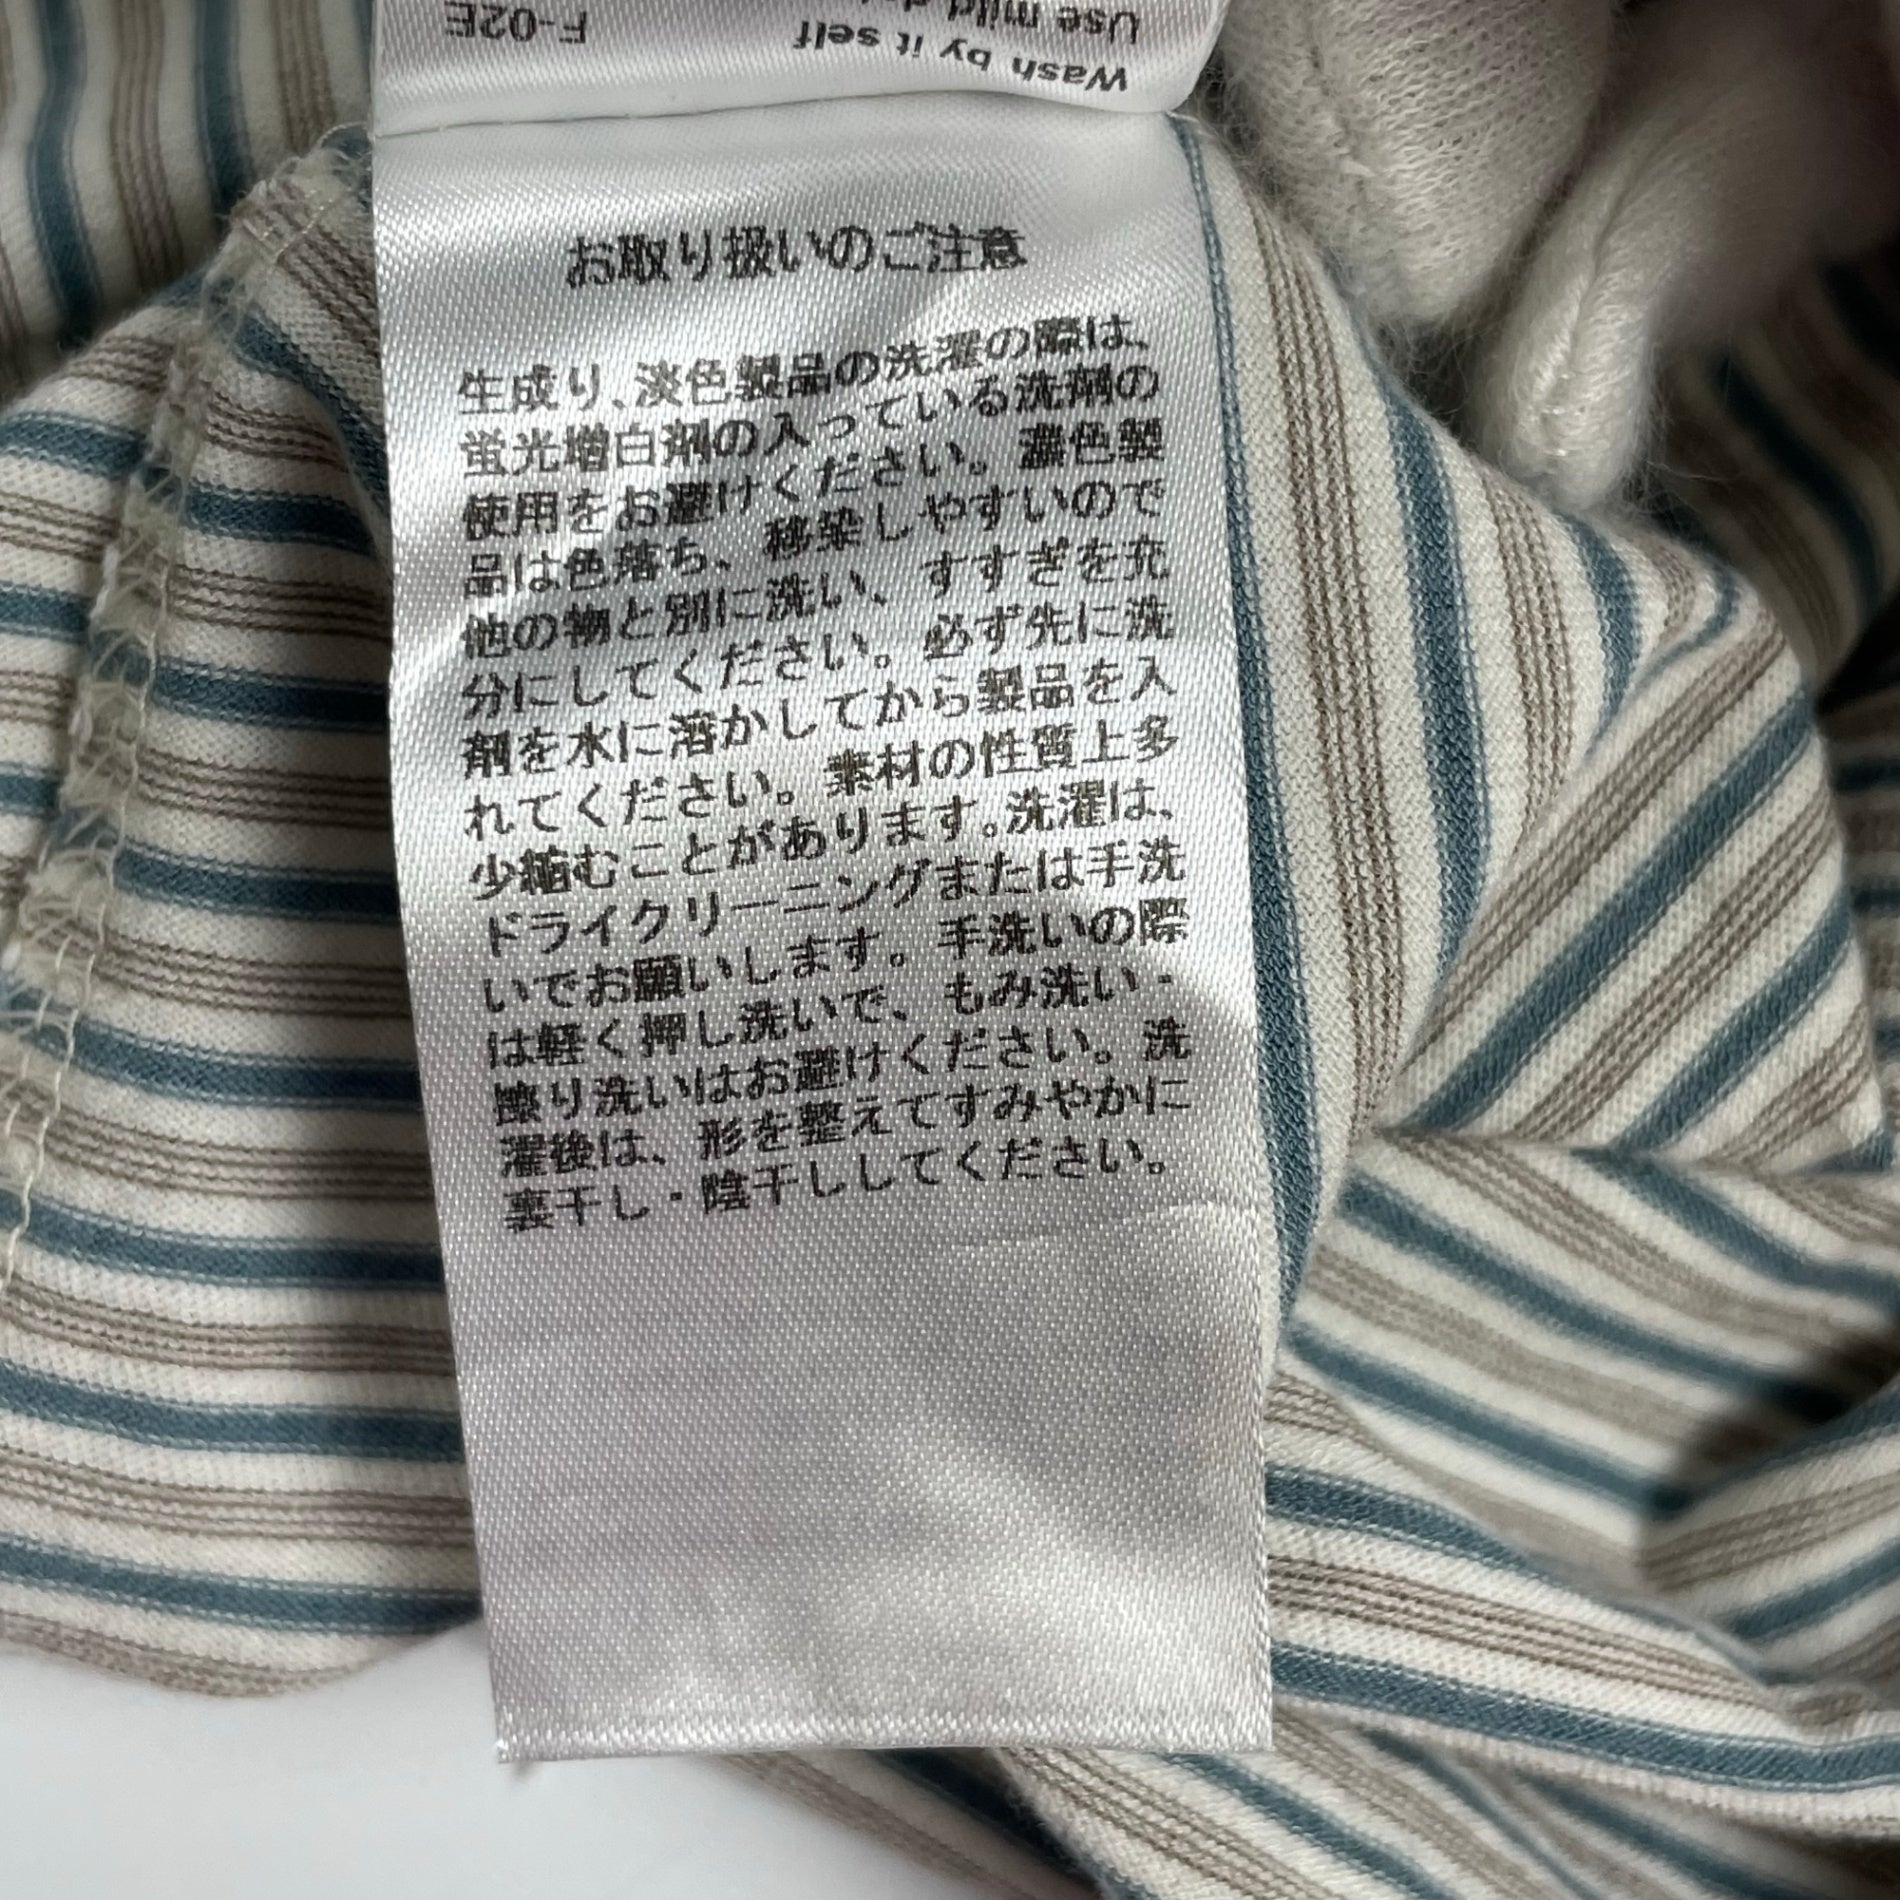 Use mild
Wash by it self
F-02E
お取り扱いのご注意
生成り、淡色製品の洗濯の際は、
蛍光増白剤の入っている洗剤の
使用をお避けください。濃色製
品は色落ち、移染しやすいので
他の物と別に洗い、すすぎを充
分にしてください。必ず先に洗
剤を水に溶かしてから製品を入
れてください。素材の性質上多
少縮むことがあります。洗濯は、
ドライクリーニングまたは手洗
いでお願いします。手洗いの際
は軽く押し洗いで、もみ洗い・
擦り洗いはお避けください。洗
濯後は、形を整えてすみやかに
裏干し・陰干ししてください。